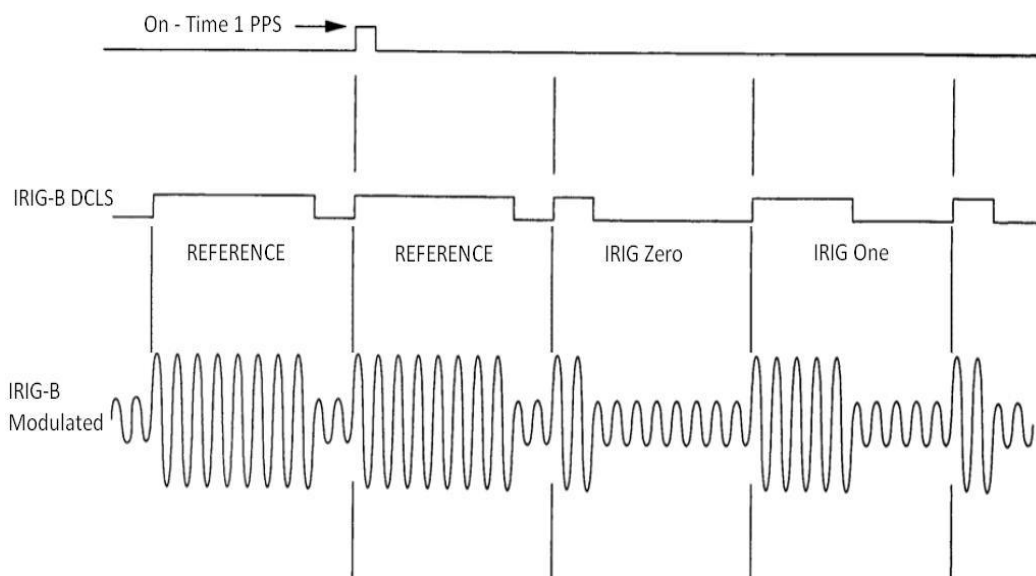 On - Time 1 PPS
IRIG-B DCLS
REFERENCE
REFERENCE
IRIG Zero
IRIG One
IRIG-B
Modulated